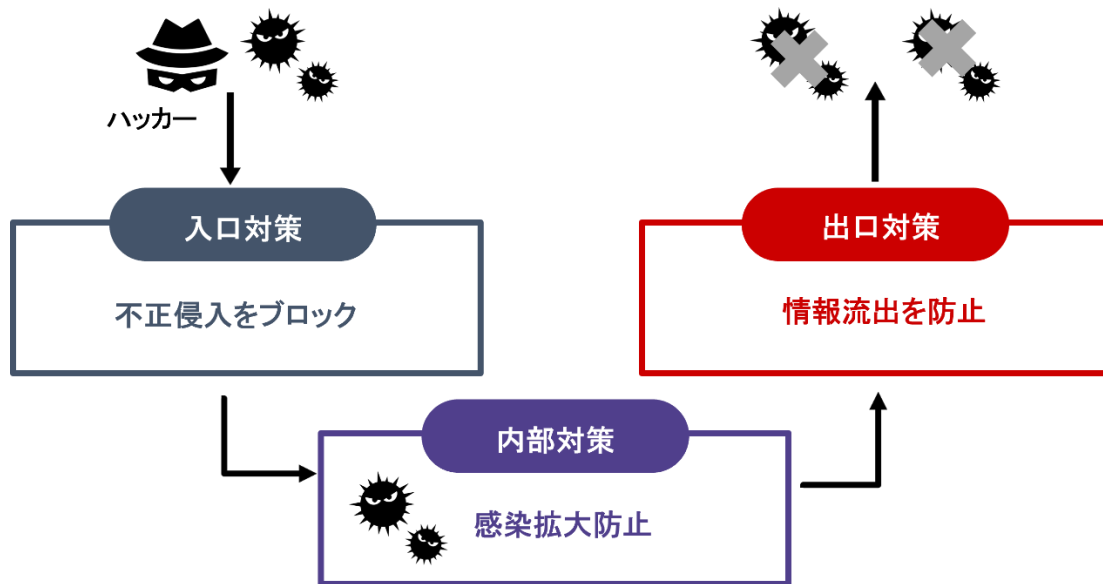 ハッカー
入口対策
不正侵入をブロック
内部対策
感染拡大防止
出口対策
情報流出を防止